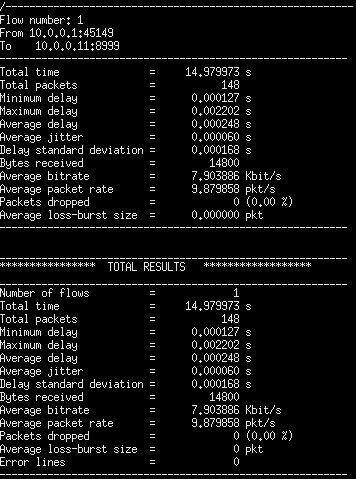 /----------------------------------------------------------
Flow number: 1
From 10.0.0.1:45149
To    10.0.0.11:8999
----------------------------------------------------------
Total time               =     14.979973 s
Total packets            =           148
Minimum delay            =      0.000127 s
Maximum delay            =      0.002202 s
Average delay            =      0.000248 s
Average jitter           =      0.000060 s
Delay standard deviation =      0.000168 s
Bytes received           =         14800
Average bitrate          =      7.903886 Kbit/s
Average packet rate      =      9.879858 pkt/s
Packets dropped          =             0 (0.00 %)
Average loss-burst size  =      0.000000 pkt
----------------------------------------------------------
----------------------------------------------------------
****************  TOTAL RESULTS   ******************
----------------------------------------------------------
Number of flows          =             1
Total time               =     14.979973 s
Total packets            =           148
Minimum delay            =      0.000127 s
Maximum delay            =      0.002202 s
Average delay            =      0.000248 s
Average jitter           =      0.000060 s
Delay standard deviation =      0.000168 s
Bytes received           =         14800
Average bitrate          =      7.903886 Kbit/s
Average packet rate      =      9.879858 pkt/s
Packets dropped          =             0 (0.00 %)
Average loss-burst size  =             0 pkt
Error lines              =             0
----------------------------------------------------------